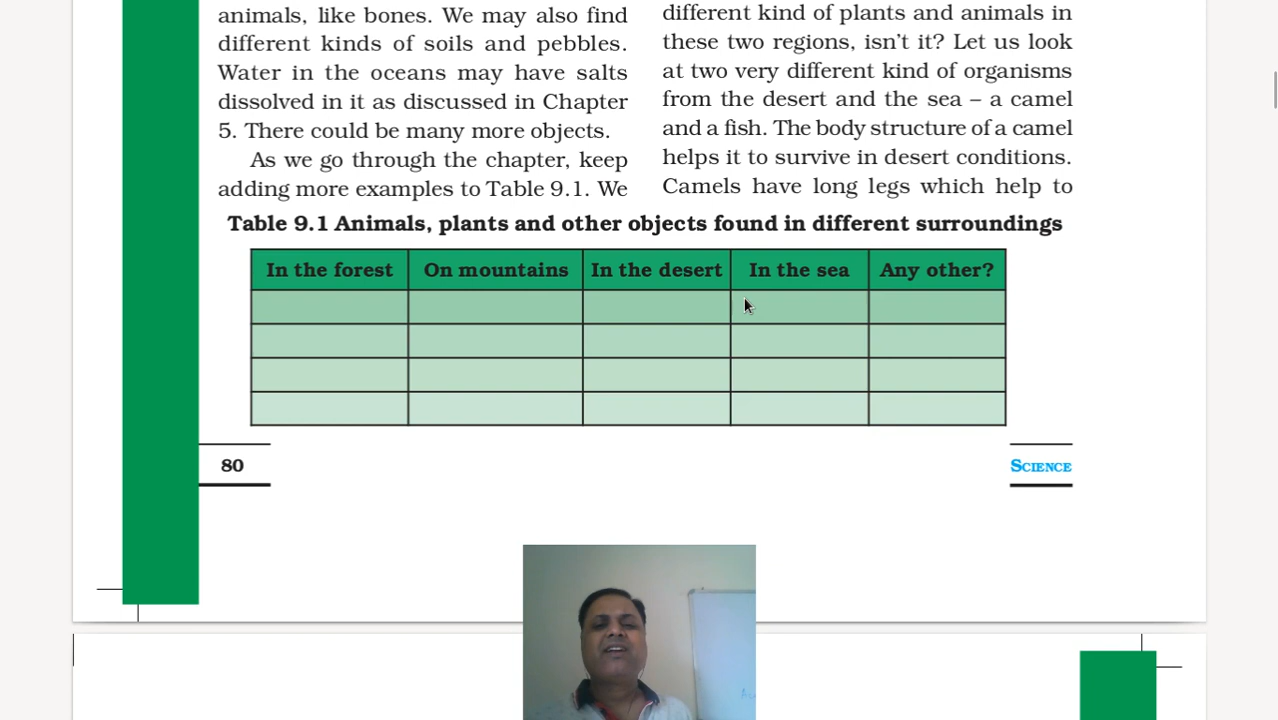 animals, like bones. We may also find
different kinds of soils and pebbles.
Water in the oceans may have salts
dissolved in it as discussed in Chapter
5. There could be many more objects.
As we go through the chapter, keep
adding more examples to Table 9.1. We
different kind of plants and animals in
these two regions, isn’t it? Let us look
at two very different kind of organisms
from the desert and the sea – a camel
and a fish. The body structure of a camel
helps it to survive in desert conditions.
Camels have long legs which help to
Table 9.1 Animals, plants and other objects found in different surroundings
In the forest On mountains In the desert In the sea Any other?
80
SCIENCE